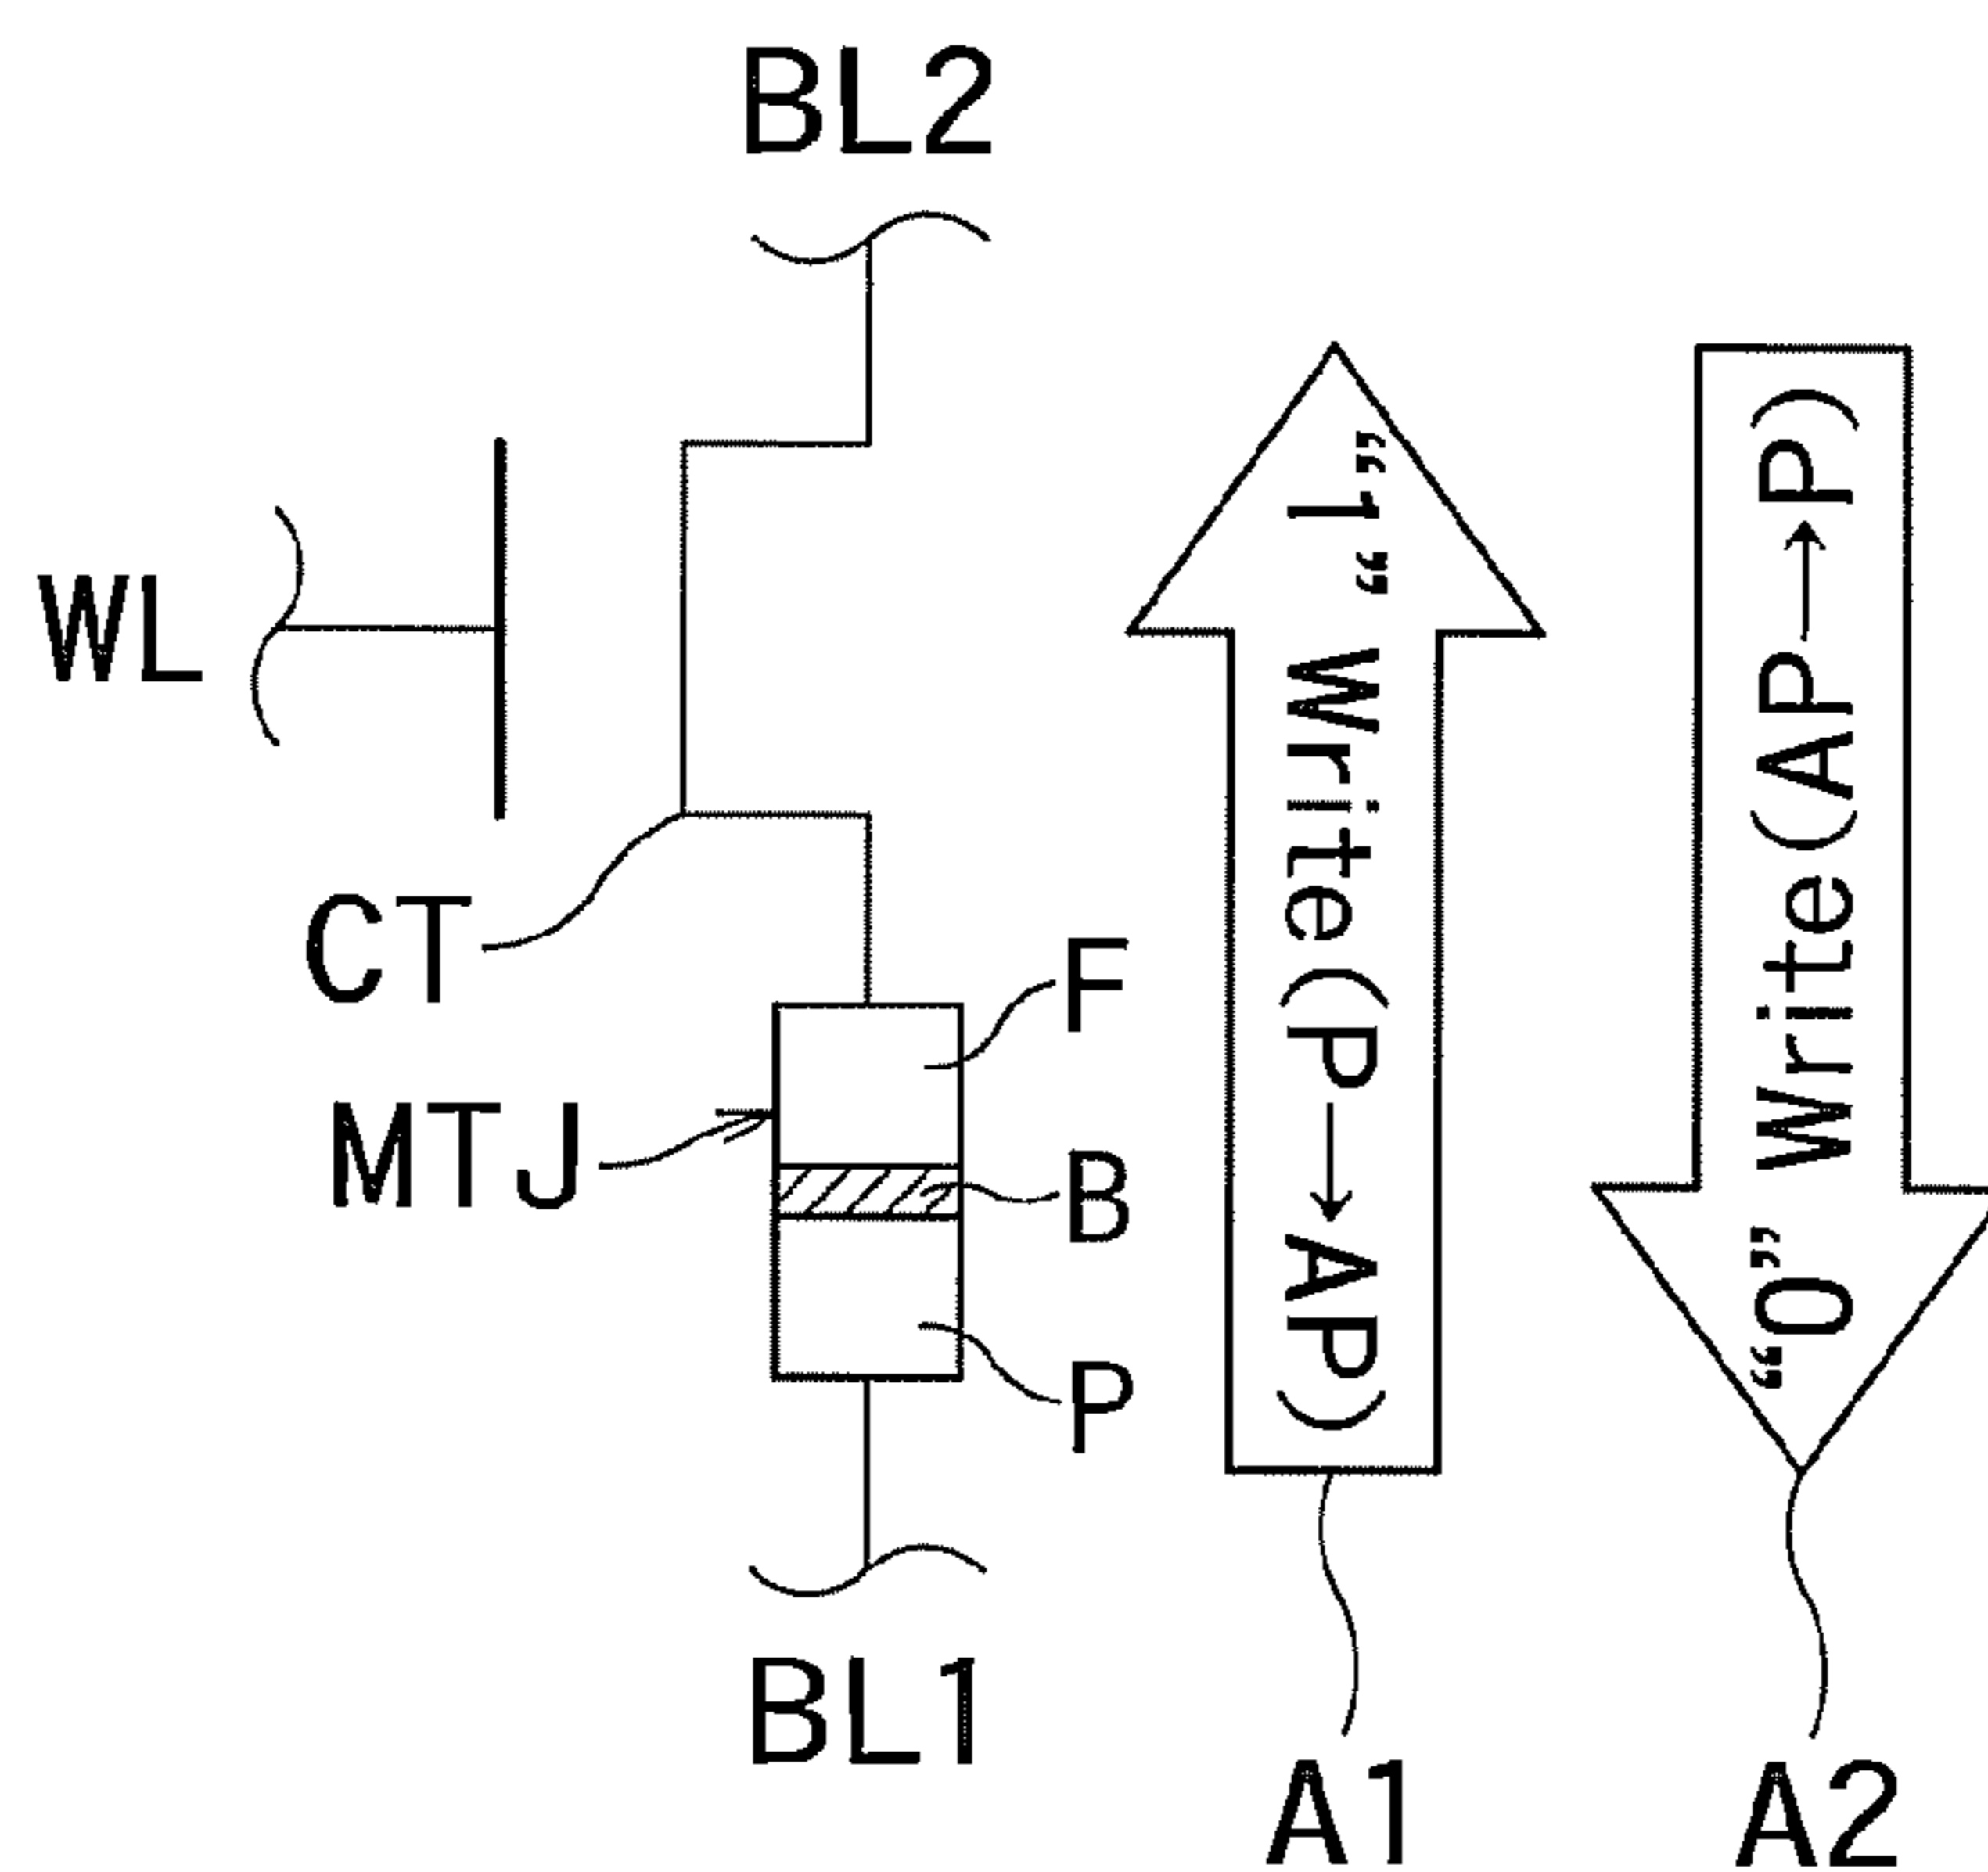 BL2
WL
CT
MTJ
F
B
P
BL1
“1” Write(P→AP)
A1
“0” Write(AP→P)
A2